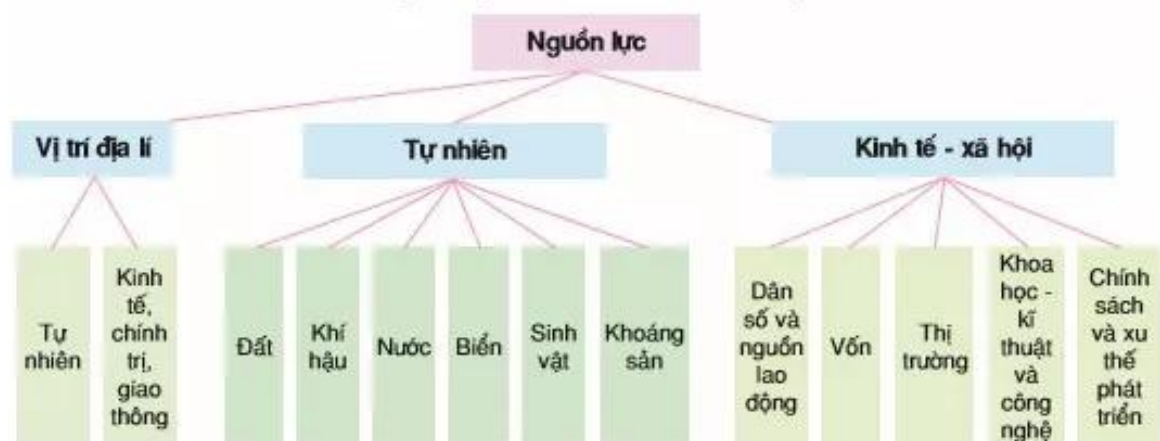 Nguồn lực
Vị trí địa lí
Tự nhiên
Kinh tế - xã hội
Tự
nhiên
Kinh
tế,
chính
trị,
giao
thông
Đất
Khí
hậu
Nước
Biển
Sinh
vật
Khoáng
sản
Dân
số và
nguồn
lao
động
Vốn
Thị
trường
Khoa
học -
kĩ
thuật
và
công
nghệ
Chính
sách
và xu
thế
phát
triển